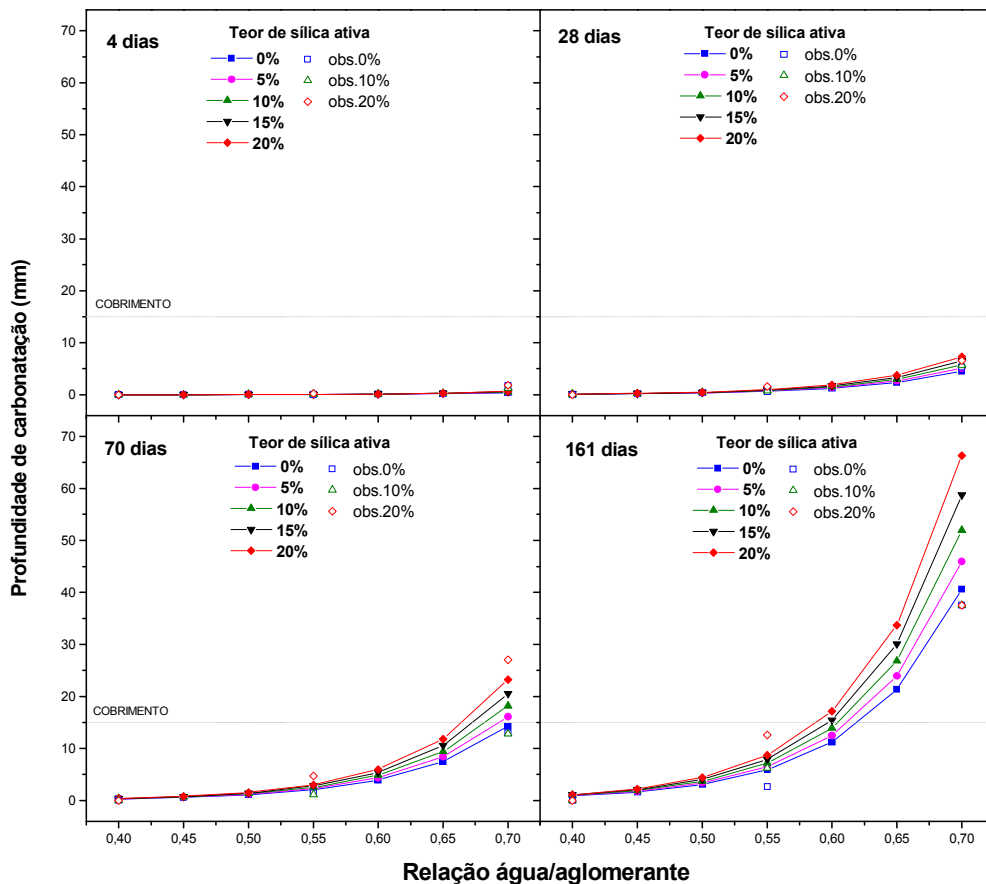 Profundidade de carbonatação (mm)
4 dias
Teor de sílica ativa
0%
5%
10%
15%
20%
obs.0%
obs.10%
obs.20%
COBRIMENTO
70
60
50
40
30
20
10
0
28 dias
Teor de sílica ativa
0%
5%
10%
15%
20%
obs.0%
obs.10%
obs.20%
70 dias
Teor de sílica ativa
0%
5%
10%
15%
20%
obs.0%
obs.10%
obs.20%
COBRIMENTO
70
60
50
40
30
20
10
0
0,40 0,45 0,50 0,55 0,60 0,65 0,70
161 dias
Teor de sílica ativa
0%
5%
10%
15%
20%
obs.0%
obs.10%
obs.20%
0,40 0,45 0,50 0,55 0,60 0,65 0,70
Relação água/aglomerante